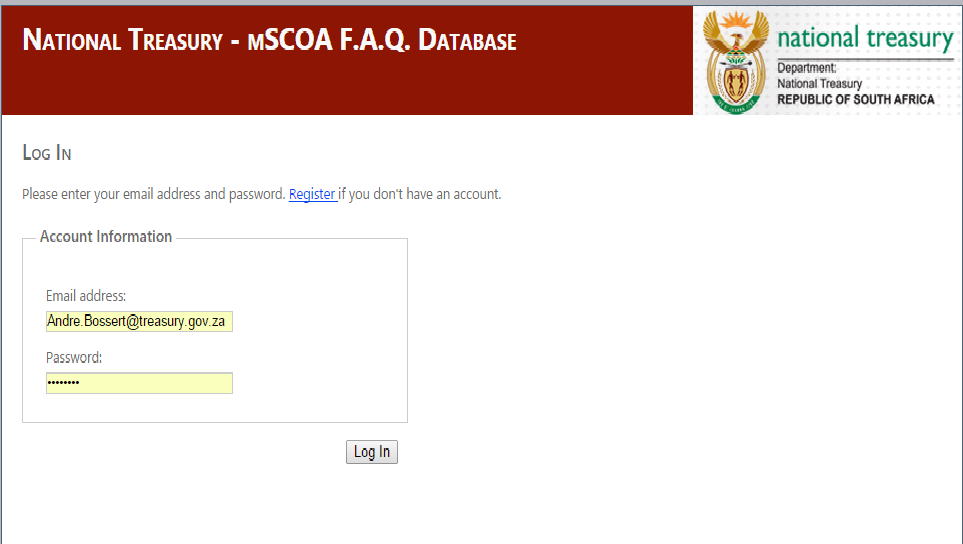 National Treasury - mSCOA F.A.Q. Database
national treasury
Department:
National Treasury
REPUBLIC OF SOUTH AFRICA
Log In
Please enter your email address and password. Register if you don't have an account.
Account Information
Email address:
Andre.Bossert@treasury.gov.za
Password:
••••••••
Log In